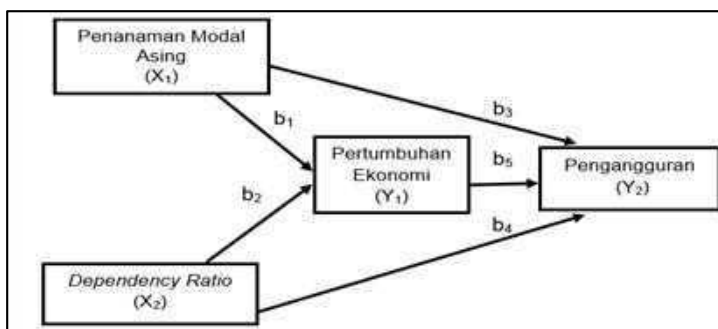 Penanaman Modal
Asing
(X₁)
b₃
b₁
Pertumbuhan
Ekonomi
(Y₁)
b₅
Pengangguran
(Y₂)
b₂
b₄
Dependency Ratio
(X₂)